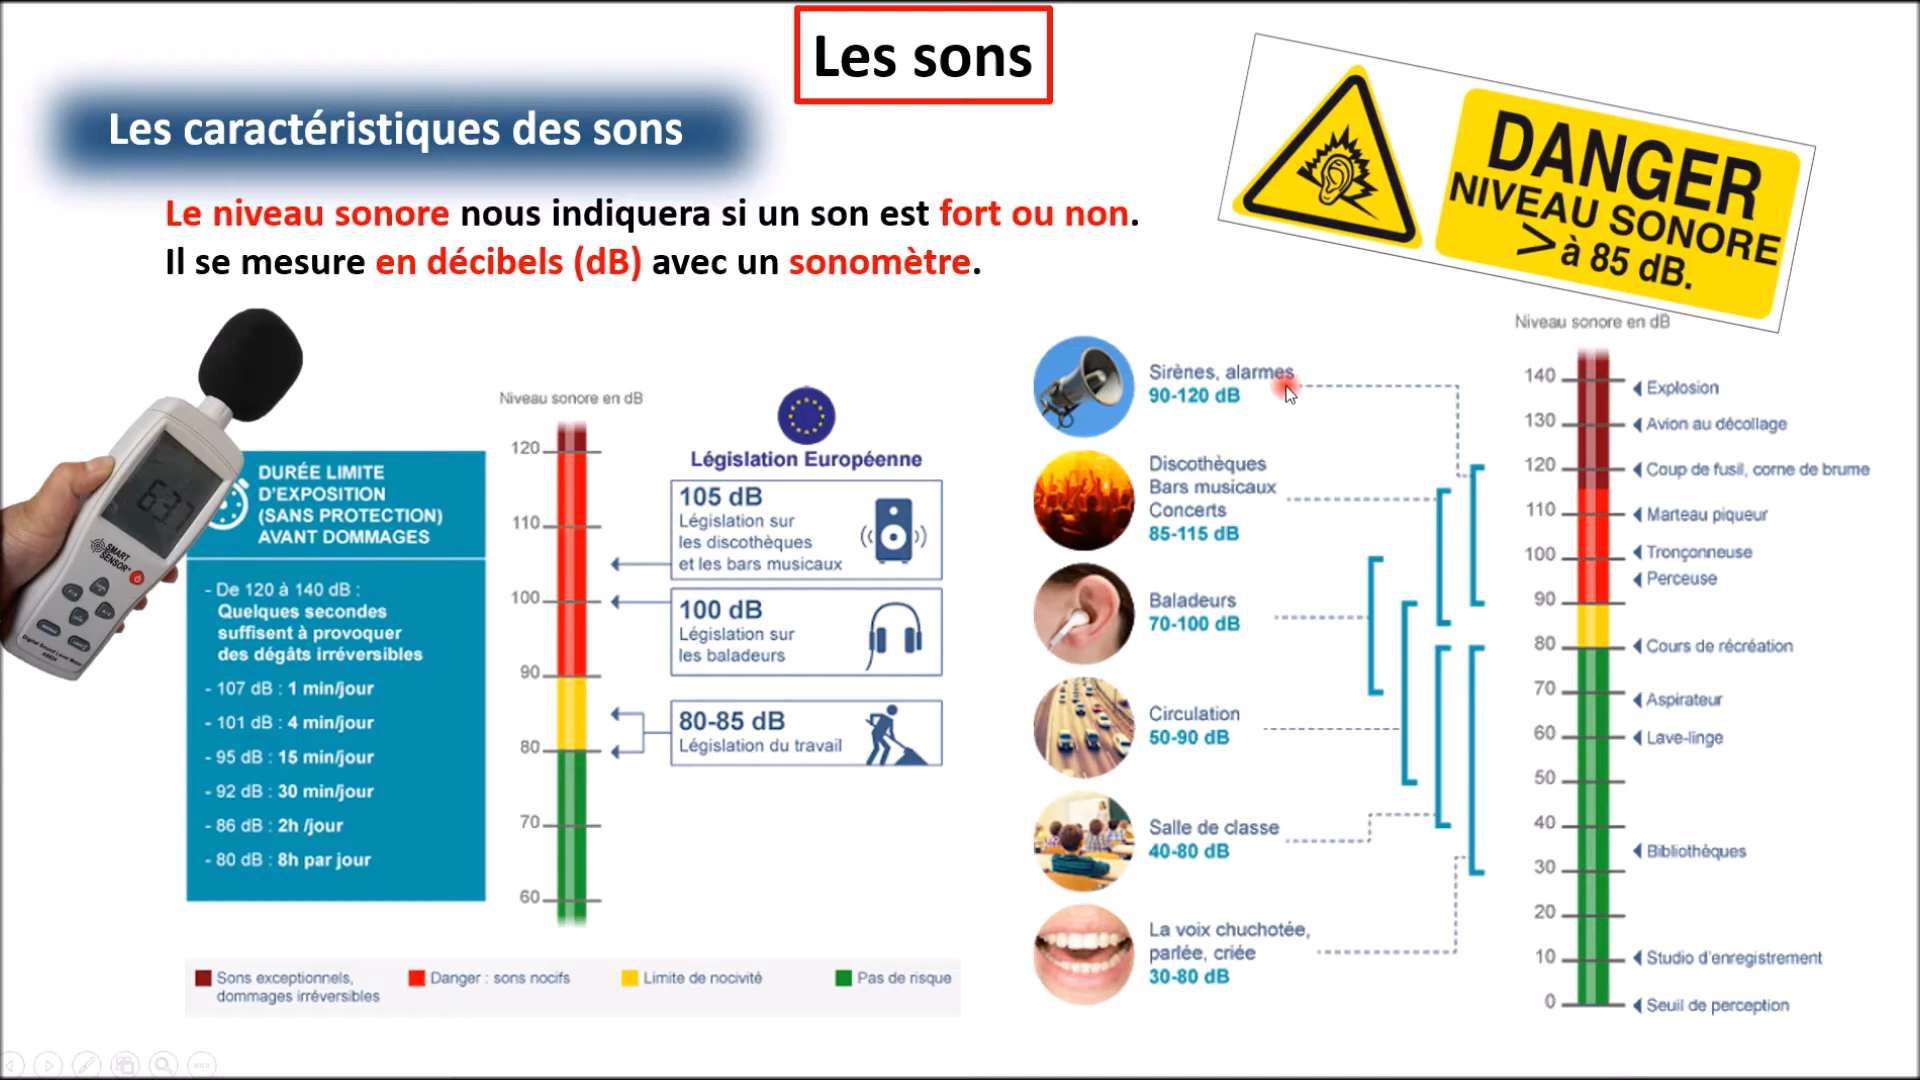 Les sons
Les caractéristiques des sons
DANGER
NIVEAU SONORE
> à 85 dB.
Le niveau sonore nous indiquera si un son est fort ou non.
Il se mesure en décibels (dB) avec un sonomètre.
SMART
SENSOR
DURÉE LIMITE
D'EXPOSITION
(SANS PROTECTION)
AVANT DOMMAGES
- De 120 à 140 dB :
Quelques secondes
suffisent à provoquer
des dégâts irréversibles
- 107 dB : 1 min/jour
- 101 dB : 4 min/jour
- 95 dB : 15 min/jour
- 92 dB : 30 min/jour
- 86 dB : 2h /jour
- 80 dB : 8h par jour
Niveau sonore en dB
120
110
100
90
80
70
60
Législation Européenne
105 dB
Législation sur
les discothèques
et les bars musicaux
100 dB
Législation sur
les baladeurs
80-85 dB
Législation du travail
Sons exceptionnels,
dommages irréversibles
Danger : sons nocifs
Limite de nocivité
Pas de risque
Sirènes, alarmes
90-120 dB
Discothèques
Bars musicaux
Concerts
85-115 dB
Baladeurs
70-100 dB
Circulation
50-90 dB
Salle de classe
40-80 dB
La voix chuchotée,
parlée, criée
30-80 dB
Niveau sonore en dB
140
130
120
110
100
90
80
70
60
50
40
30
20
10
0
Explosion
Avion au décollage
Coup de fusil, corne de brume
Marteau piqueur
Tronçonneuse
Perceuse
Cours de récréation
Aspirateur
Lave-linge
Bibliothèques
Studio d'enregistrement
Seuil de perception